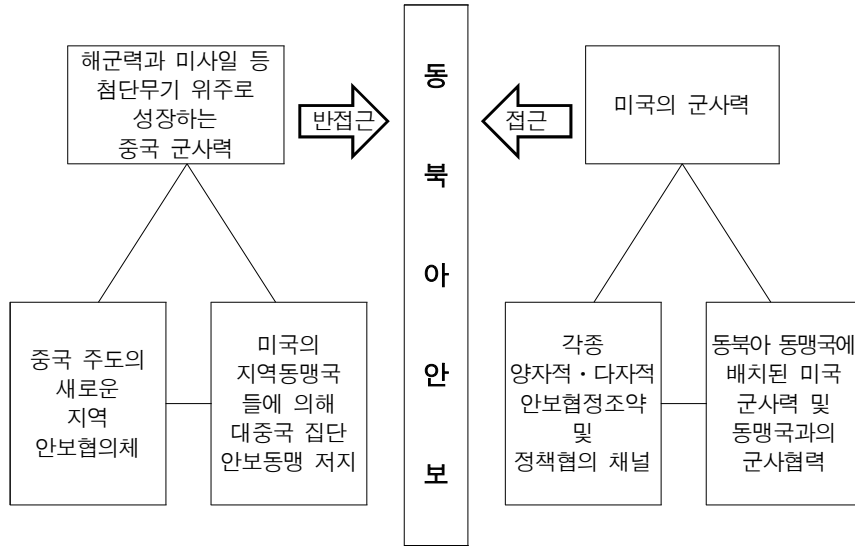 해군력과 미사일 등
첨단무기 위주로
성장하는
중국 군사력
반접근
동
북
아
안
보
접근
미국의 군사력
중국 주도의
새로운
지역
안보협의체
미국의
지역동맹국
들에 의해
대중국 집단
안보동맹 저지
각종
양자적·다자적
안보협정조약
및
정책협의 채널
동북아 동맹국에
배치된 미국
군사력 및
동맹국과의
군사협력